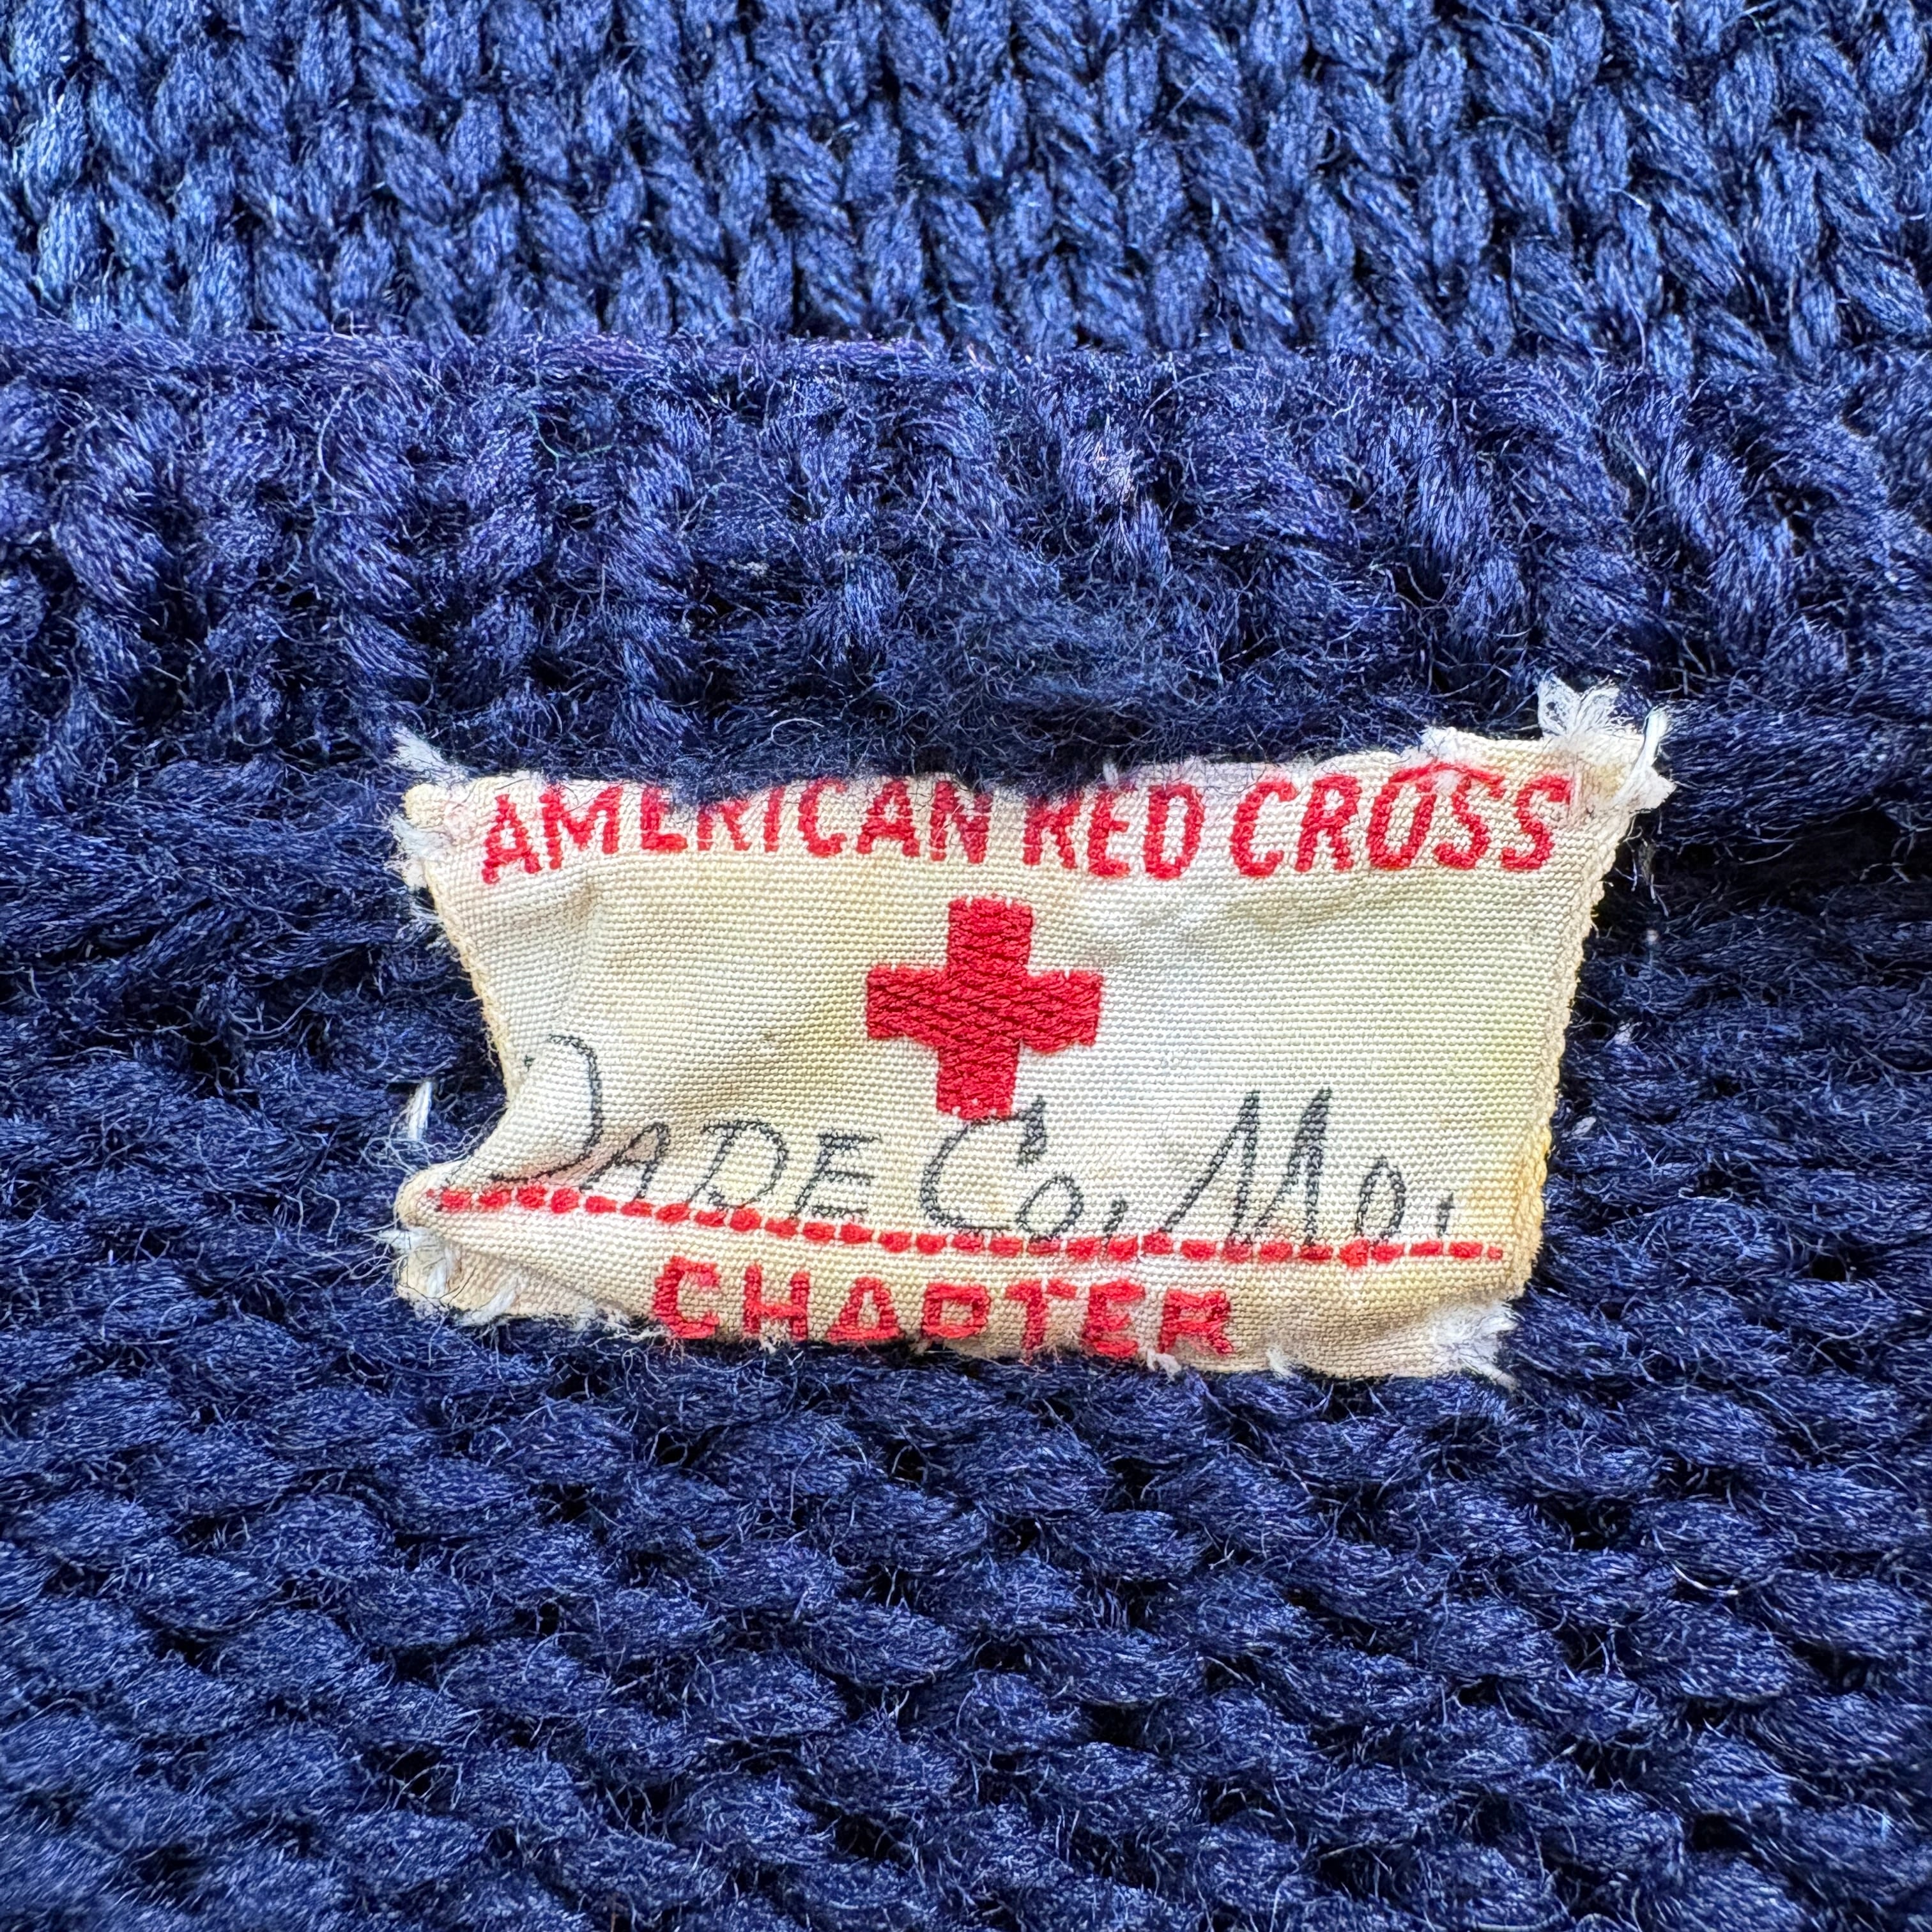 AMERICAN RED CROSS
DADE Co, Mo.
CHAPTER